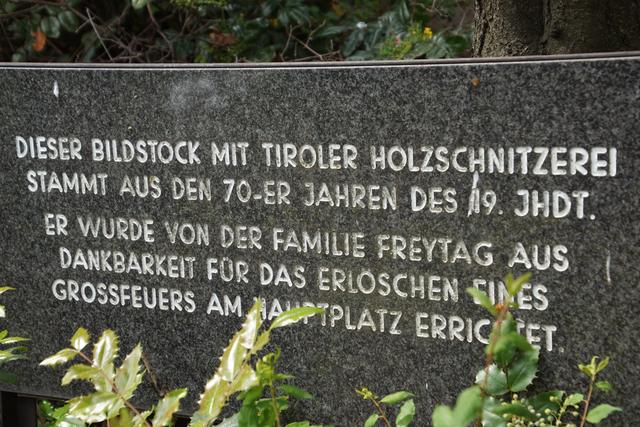 DIESER BILDSTOCK MIT TIROLER HOLZSCHNITZEREI
STAMMT AUS DEN 70-ER JAHREN DES 19. JHDT.
ER WURDE VON DER FAMILIE FREYTAG AUS
DANKBARKEIT FÜR DAS ERLÖSCHEN EINES
GROSSFEUERS AM HAUPTPLATZ ERRICHTET.